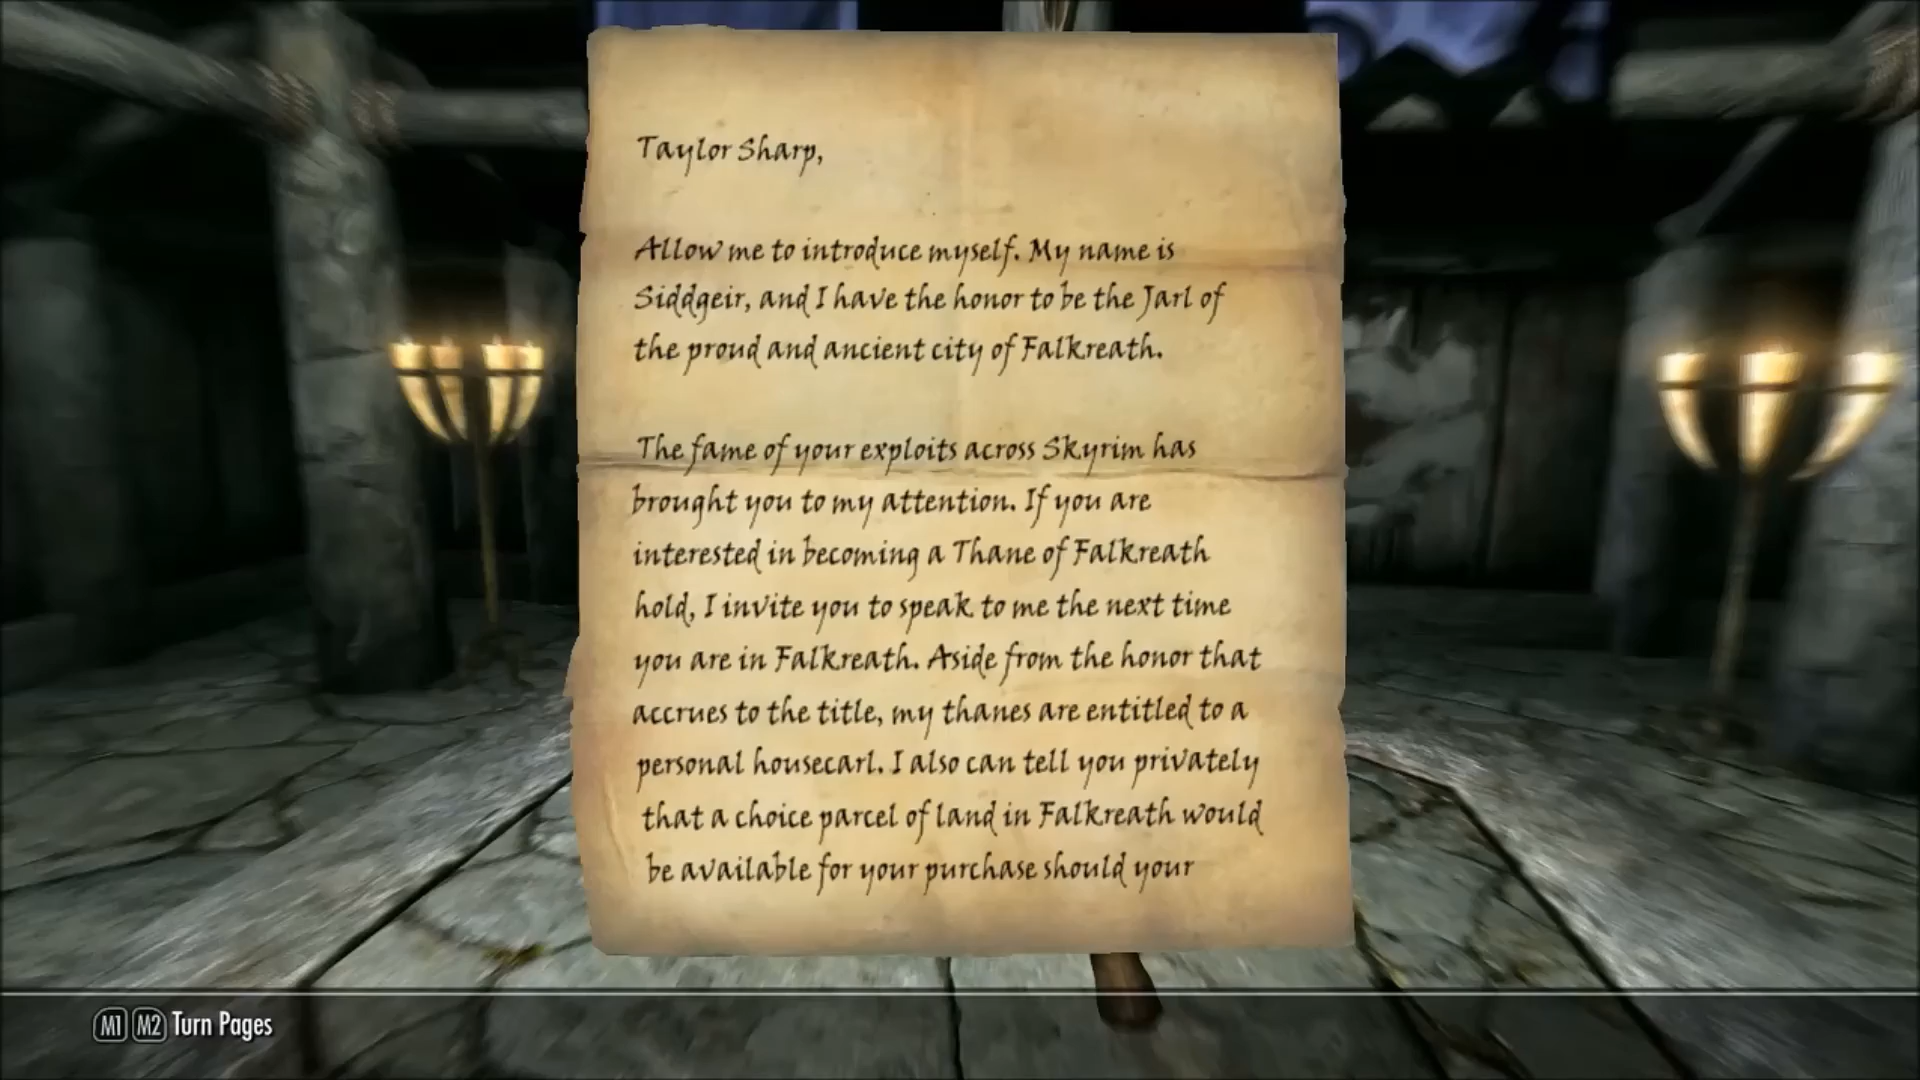 Taylor Sharp,
Allow me to introduce myself. My name is
Siddgeir, and I have the honor to be the Jarl of
the proud and ancient city of Falkreath.
The fame of your exploits across Skyrim has
brought you to my attention. If you are
interested in becoming a Thane of Falkreath
hold, I invite you to speak to me the next time
you are in Falkreath. Aside from the honor that
accrues to the title, my thanes are entitled to a
personal housecarl. I also can tell you privately
that a choice parcel of land in Falkreath would
be available for your purchase should your
M1 M2 Turn Pages